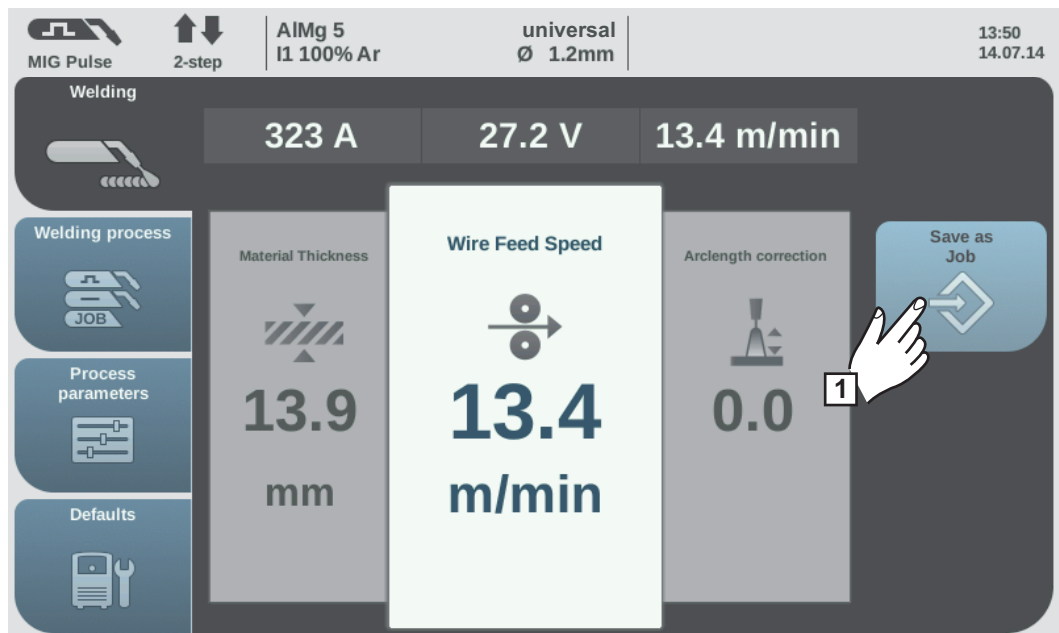 MIG Pulse
2-step
AlMg 5
I1 100% Ar
universal
Ø 1.2mm
13:50
14.07.14
Welding
323 A
27.2 V
13.4 m/min
Welding process
JOB
Process
parameters
Defaults
Material Thickness
13.9
mm
Wire Feed Speed
13.4
m/min
Arclength correction
0.0
Save as
Job
1